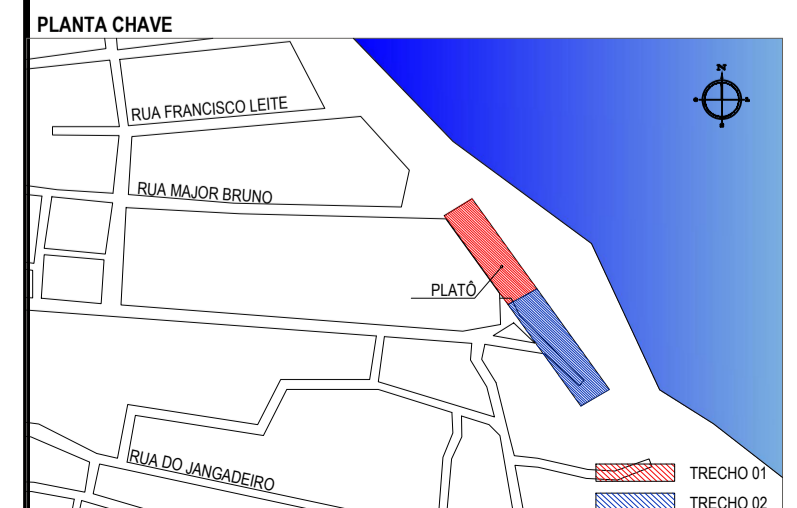 PLANTA CHAVE
N
RUA FRANCISCO LEITE
RUA MAJOR BRUNO
PLATÔ
RUA DO JANGADEIRO
TRECHO 01
TRECHO 02